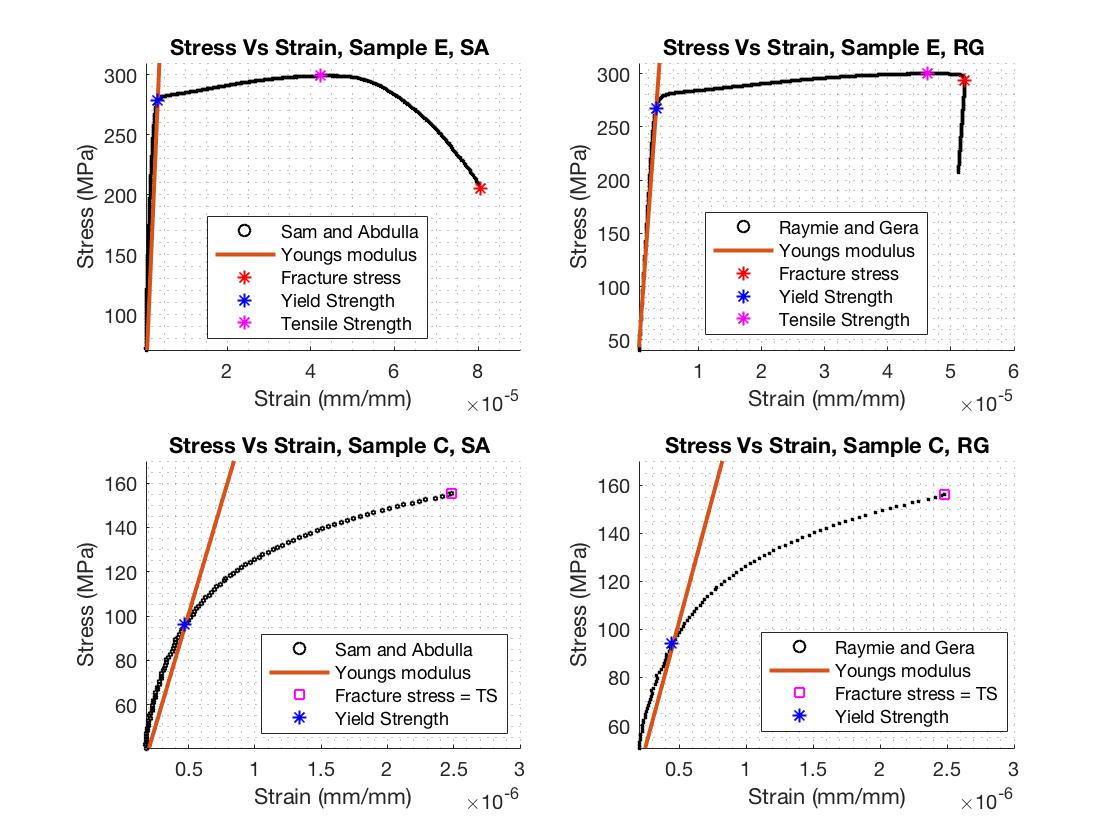 Stress Vs Strain, Sample E, SA
300
250
200
150
100
Stress (MPa)
Sam and Abdulla
Youngs modulus
Fracture stress
Yield Strength
Tensile Strength
2 4 6 8
Strain (mm/mm)
×10-5
Stress Vs Strain, Sample E, RG
300
250
200
150
100
50
Stress (MPa)
Raymie and Gera
Youngs modulus
Fracture stress
Yield Strength
Tensile Strength
1 2 3 4 5 6
Strain (mm/mm)
×10-5
Stress Vs Strain, Sample C, SA
160
140
120
100
80
60
Stress (MPa)
Sam and Abdulla
Youngs modulus
Fracture stress = TS
Yield Strength
0.5 1 1.5 2 2.5 3
Strain (mm/mm)
×10-6
Stress Vs Strain, Sample C, RG
160
140
120
100
80
60
Stress (MPa)
Raymie and Gera
Youngs modulus
Fracture stress = TS
Yield Strength
0.5 1 1.5 2 2.5 3
Strain (mm/mm)
×10-6